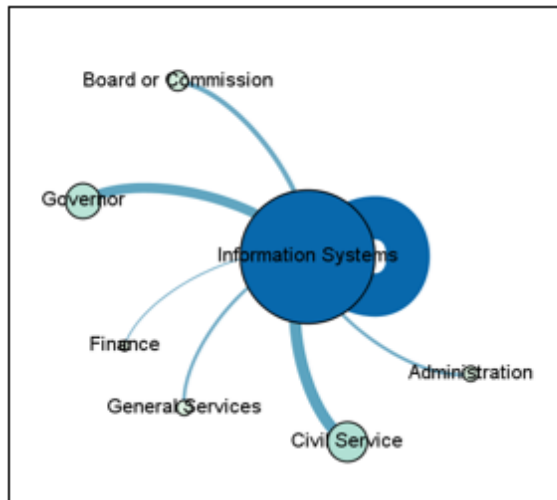 Board or Commission
Governor
Information Systems
Finance
Administration
General Services
Civil Service